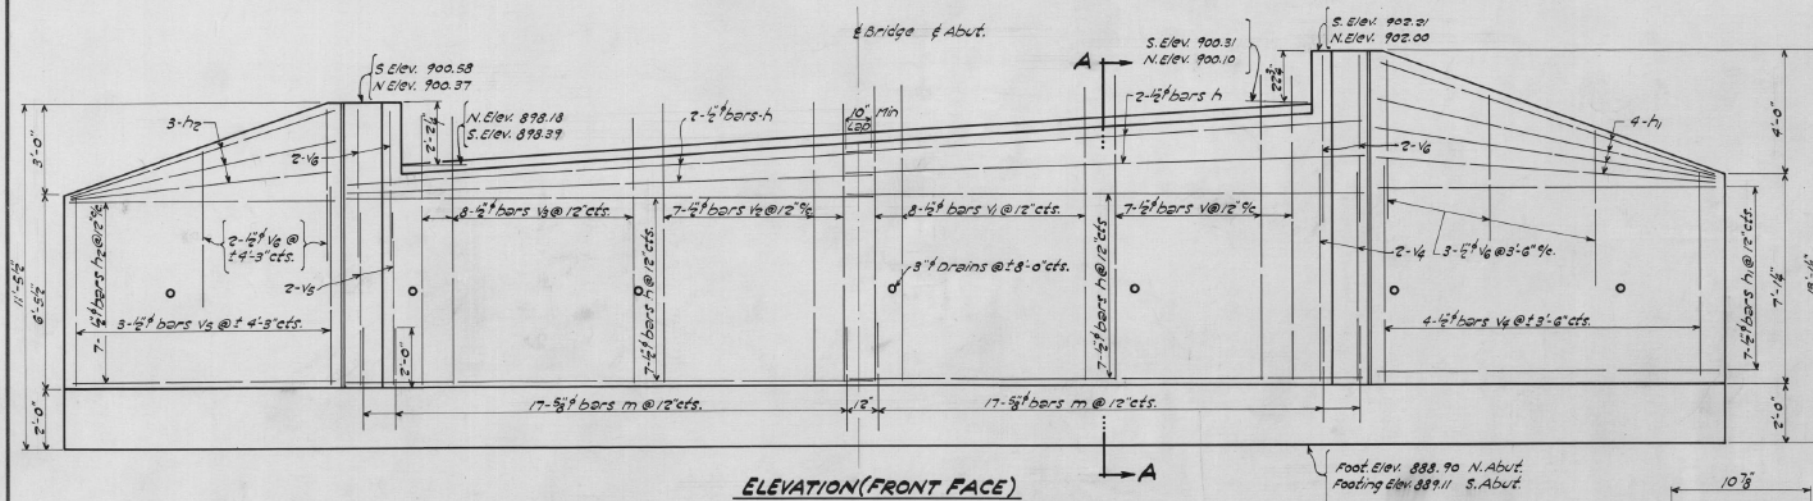 ¢ Bridge ¢ Abut.
S. Elev. 902.21
N. Elev. 902.00
S. Elev. 900.31
N. Elev. 900.10
A
S Elev. 900.58
N Elev. 900.37
N. Elev. 898.18
S. Elev. 898.39
2-½"ϕ bars-h
10" Min
Lap
2-½"ϕ bars h
3-h2
2-V6
2-V6
4-h1
3'-0"
4'-0"
8-½"ϕ bars V3 @ 12"cts.
7-½"ϕ bars V2 @ 12"c/c
8-½"ϕ bars V1 @ 12"cts.
7-½"ϕ bars V @ 12"c/c
2-½"ϕ V6 @
±4'-3"cts.
2-V5
3"ϕ Drains @ ±8'-0"cts.
2-V4
3-½"ϕ V6 @ 3'-6"c/c.
11'-5½"
6'-5½"
7-½"ϕ bars h2 @ 12"c/c
7-½"ϕ bars h @ 12"cts.
7-½"ϕ bars h @ 12"cts
7-½"ϕ bars h1 @ 12"cts
3-½"ϕ bars V5 @ ± 4'-3"cts.
2'-0"
4-½"ϕ bars V4 @ ±3'-6"cts.
2'-0"
17-⅝"ϕ bars m @ 12"cts.
12"
17-⅝"ϕ bars m @ 12"cts.
2'-0"
A
ELEVATION (FRONT FACE)
Foot. Elev. 888.90 N. Abut.
Footing Elev. 889.11 S. Abut.
10⅞"